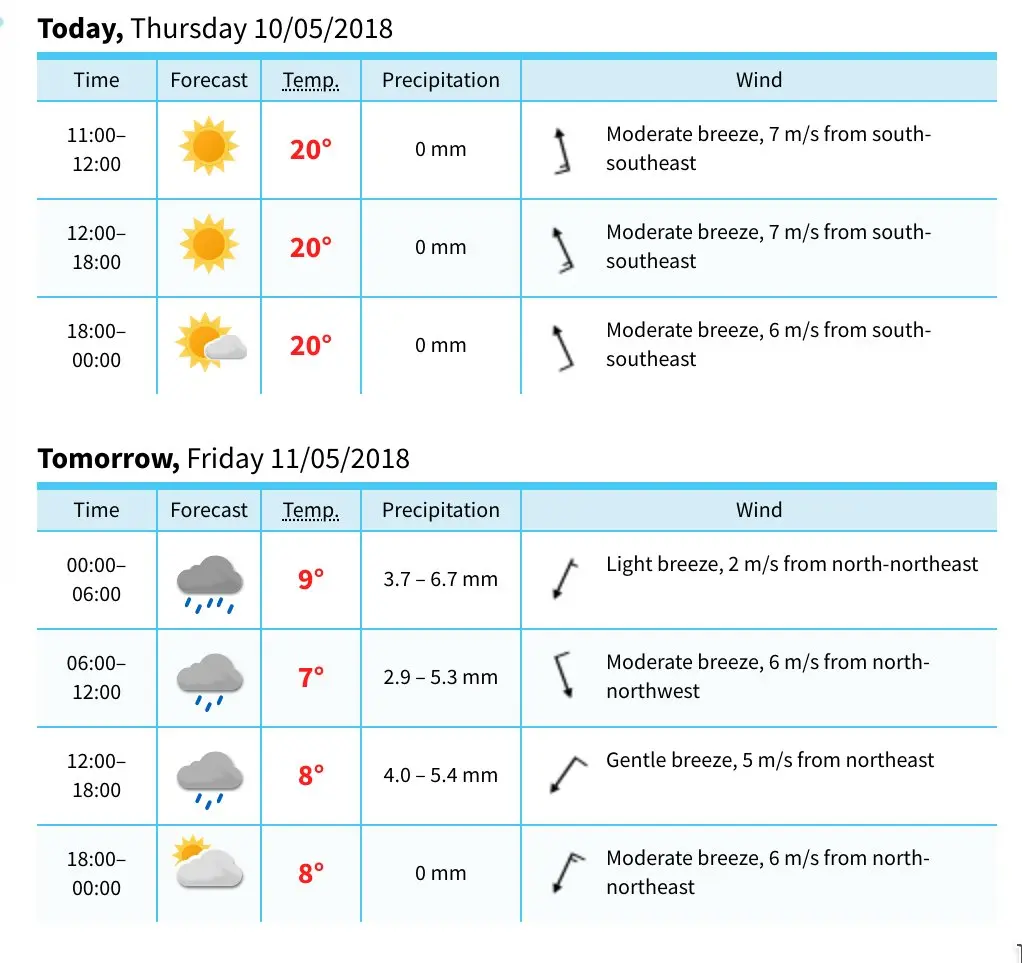 Today, Thursday 10/05/2018
Time Forecast Temp. Precipitation Wind
11:00–
12:00
20°
0 mm
Moderate breeze, 7 m/s from south-
southeast
12:00–
18:00
20°
0 mm
Moderate breeze, 7 m/s from south-
southeast
18:00–
00:00
20°
0 mm
Moderate breeze, 6 m/s from south-
southeast
Tomorrow, Friday 11/05/2018
Time Forecast Temp. Precipitation Wind
00:00–
06:00
9°
3.7 – 6.7 mm
Light breeze, 2 m/s from north-northeast
06:00–
12:00
7°
2.9 – 5.3 mm
Moderate breeze, 6 m/s from north-
northwest
12:00–
18:00
8°
4.0 – 5.4 mm
Gentle breeze, 5 m/s from northeast
18:00–
00:00
8°
0 mm
Moderate breeze, 6 m/s from north-
northeast